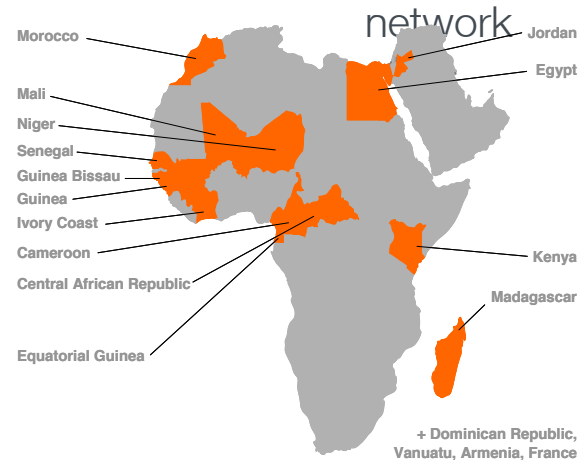 network
Morocco
Jordan
Egypt
Mali
Niger
Senegal
Guinea Bissau
Guinea
Ivory Coast
Cameroon
Kenya
Central African Republic
Madagascar
Equatorial Guinea
+ Dominican Republic,
Vanuatu, Armenia, France